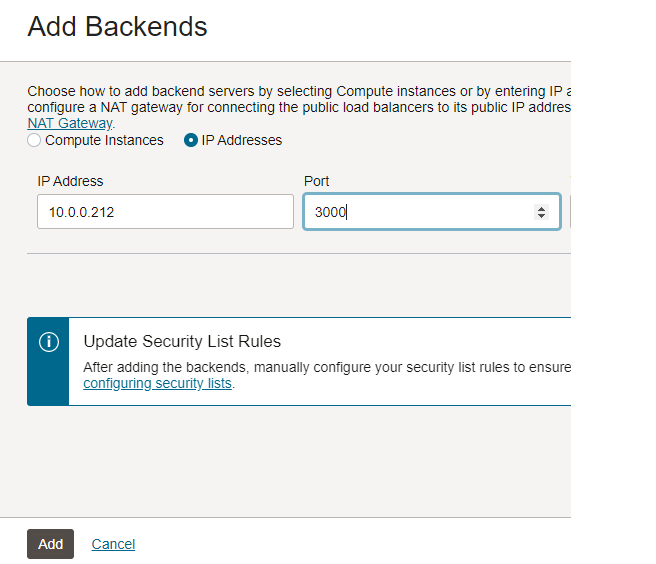 Add Backends
Choose how to add backend servers by selecting Compute instances or by entering IP a
configure a NAT gateway for connecting the public load balancers to its public IP addres
NAT Gateway.
Compute Instances IP Addresses
IP Address Port
10.0.0.212 3000
Update Security List Rules
After adding the backends, manually configure your security list rules to ensure
configuring security lists.
Add Cancel